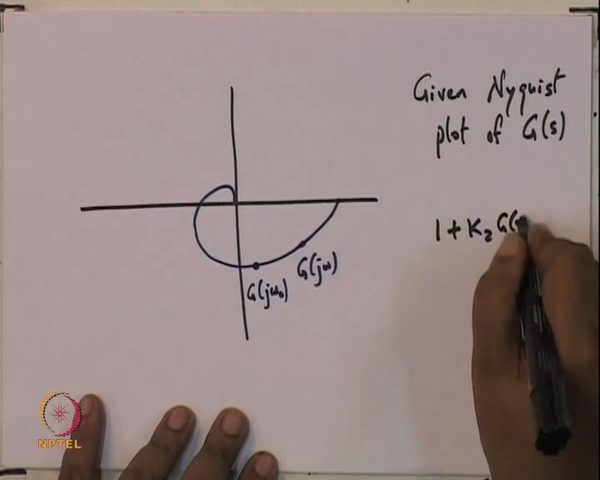 Given Nyquist
plot of G(s)
1 + K₂ G(
G(jω)
G(jω₀)
NPTEL